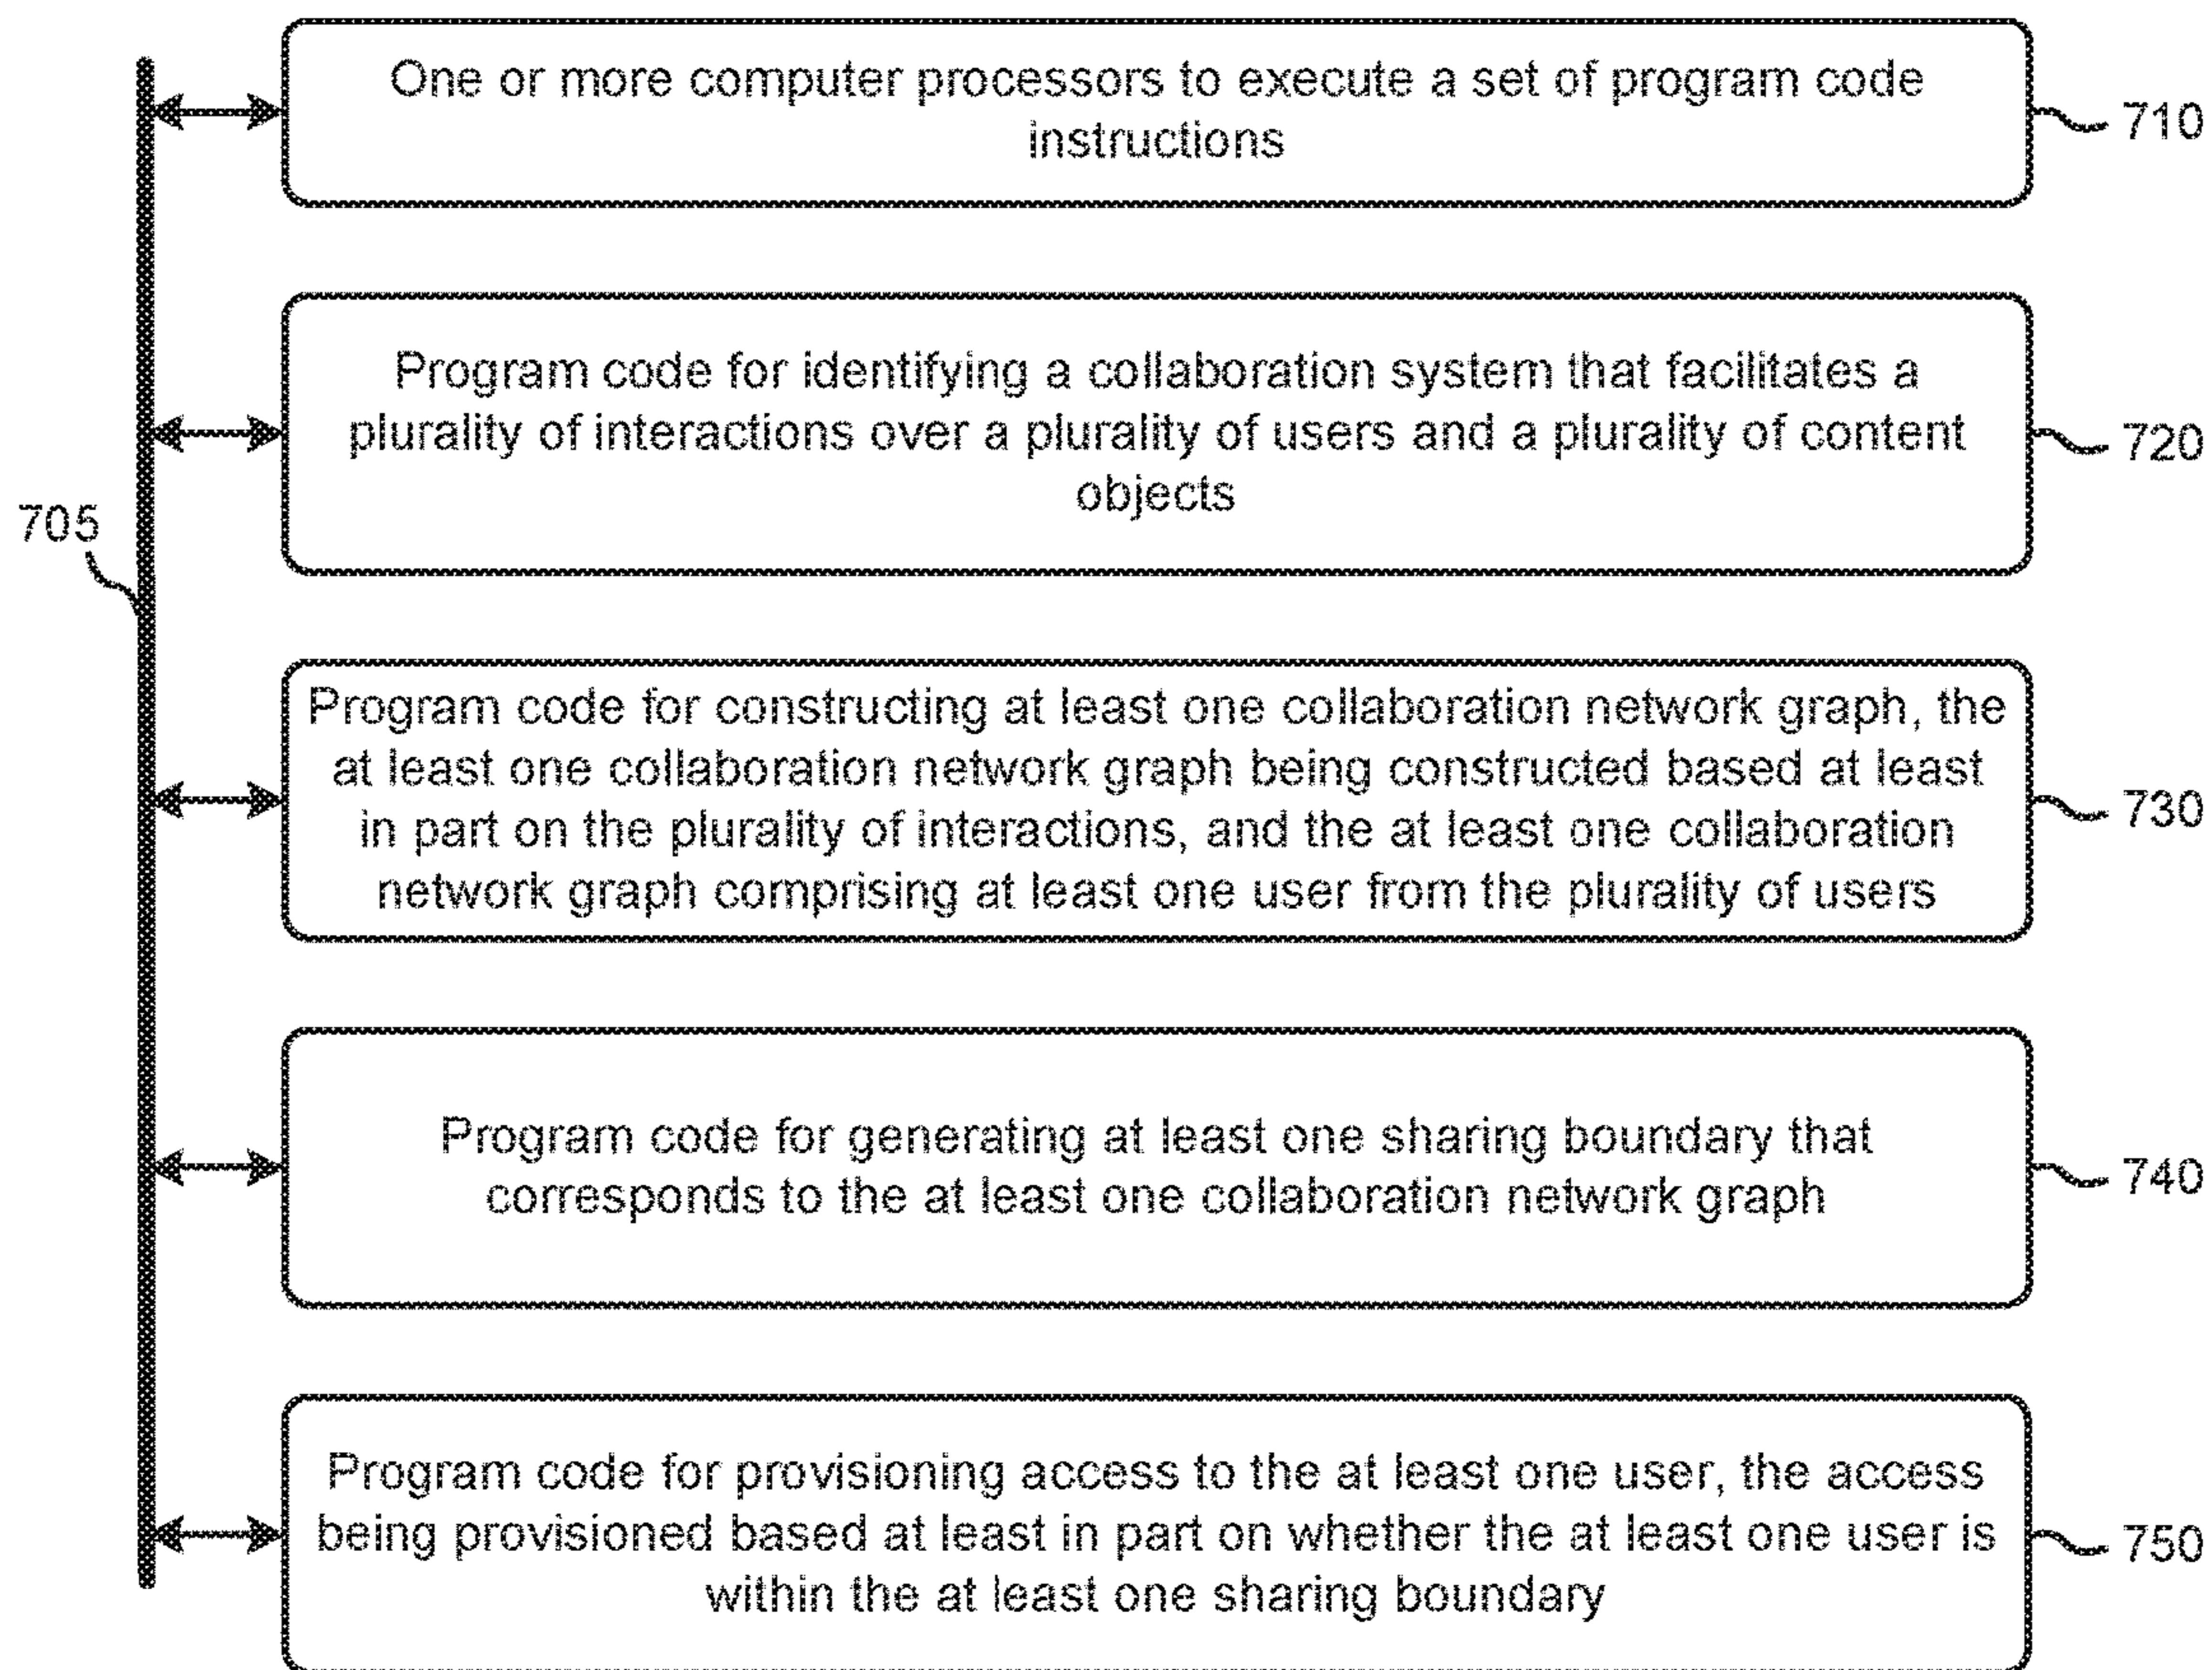 One or more computer processors to execute a set of program code
instructions
710
Program code for identifying a collaboration system that facilitates a
plurality of interactions over a plurality of users and a plurality of content
objects
720
705
Program code for constructing at least one collaboration network graph, the
at least one collaboration network graph being constructed based at least
in part on the plurality of interactions, and the at least one collaboration
network graph comprising at least one user from the plurality of users
730
Program code for generating at least one sharing boundary that
corresponds to the at least one collaboration network graph
740
Program code for provisioning access to the at least one user, the access
being provisioned based at least in part on whether the at least one user is
within the at least one sharing boundary
750